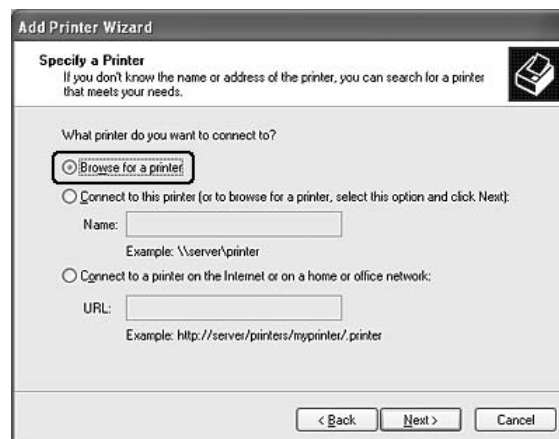 Add Printer Wizard
Specify a Printer
If you don't know the name or address of the printer, you can search for a printer
that meets your needs.
What printer do you want to connect to?
Browse for a printer
Connect to this printer (or to browse for a printer, select this option and click Next):
Name:
Example: \\server\printer
Connect to a printer on the Internet or on a home or office network:
URL:
Example: http://server/printers/myprinter/.printer
< Back Next > Cancel